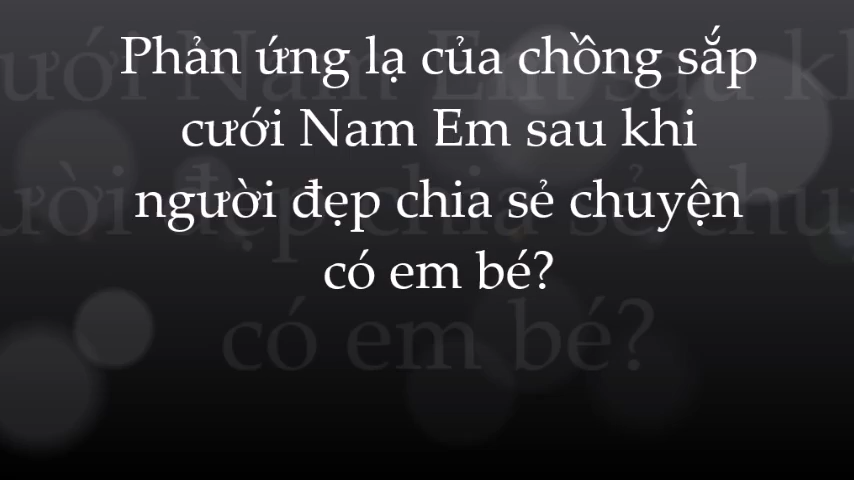 Phản ứng lạ của chồng sắp
cưới Nam Em sau khi
người đẹp chia sẻ chuyện
có em bé?